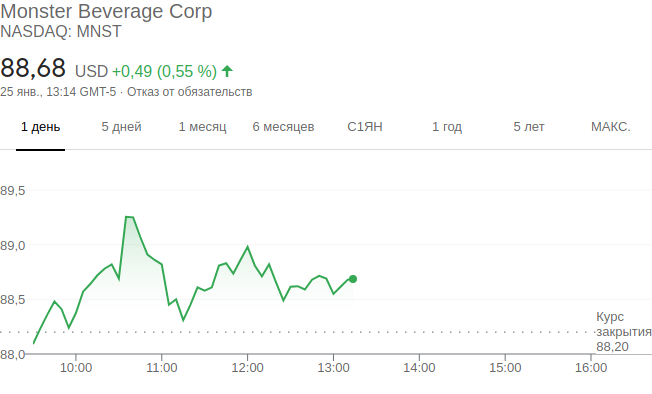 Monster Beverage Corp
NASDAQ: MNST
88,68 USD +0,49 (0,55 %)
25 янв., 13:14 GMT-5 · Отказ от обязательств
1 день 5 дней 1 месяц 6 месяцев С1ЯН 1 год 5 лет МАКС.
89,5
89,0
88,5
Курс
закрытия
88,20
88,0
10:00 11:00 12:00 13:00 14:00 15:00 16:00